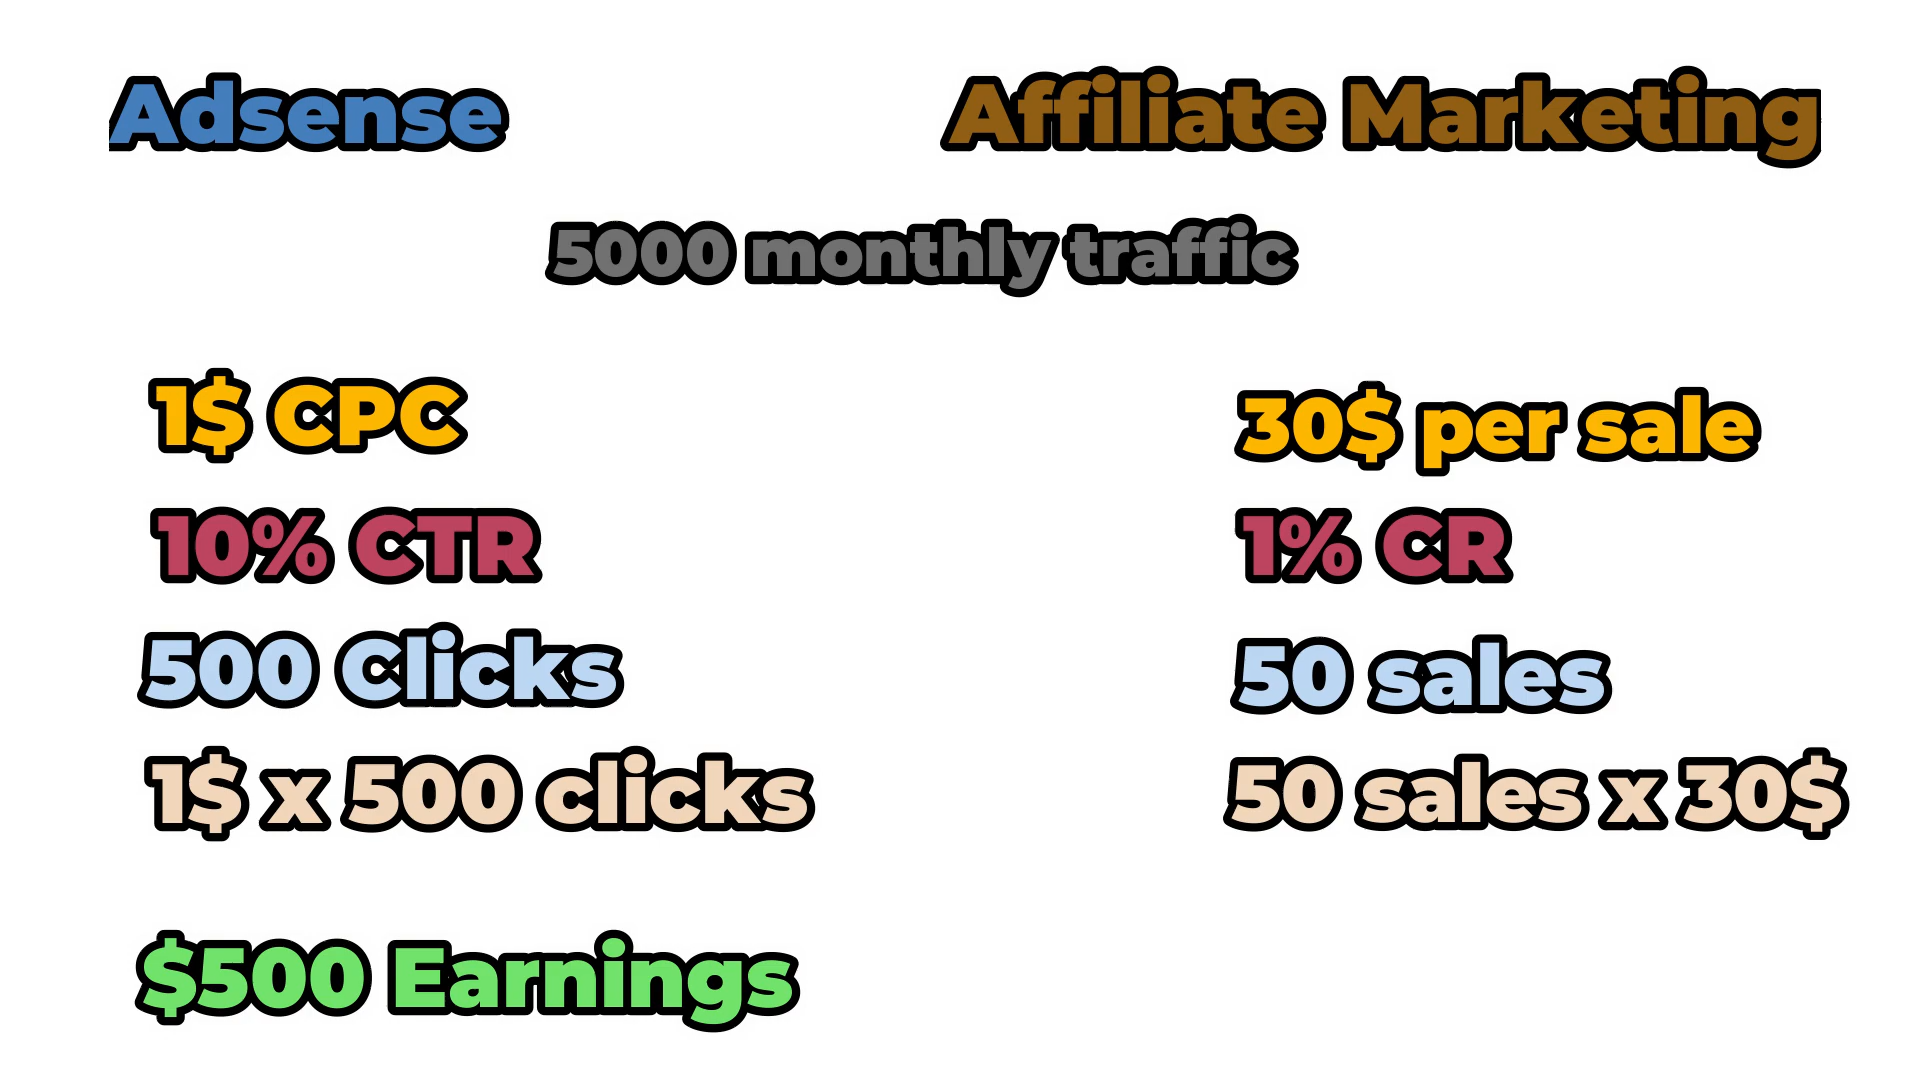 Adsense
Affiliate Marketing
5000 monthly traffic
1$ CPC
10% CTR
500 Clicks
1$ x 500 clicks
$500 Earnings
30$ per sale
1% CR
50 sales
50 sales x 30$